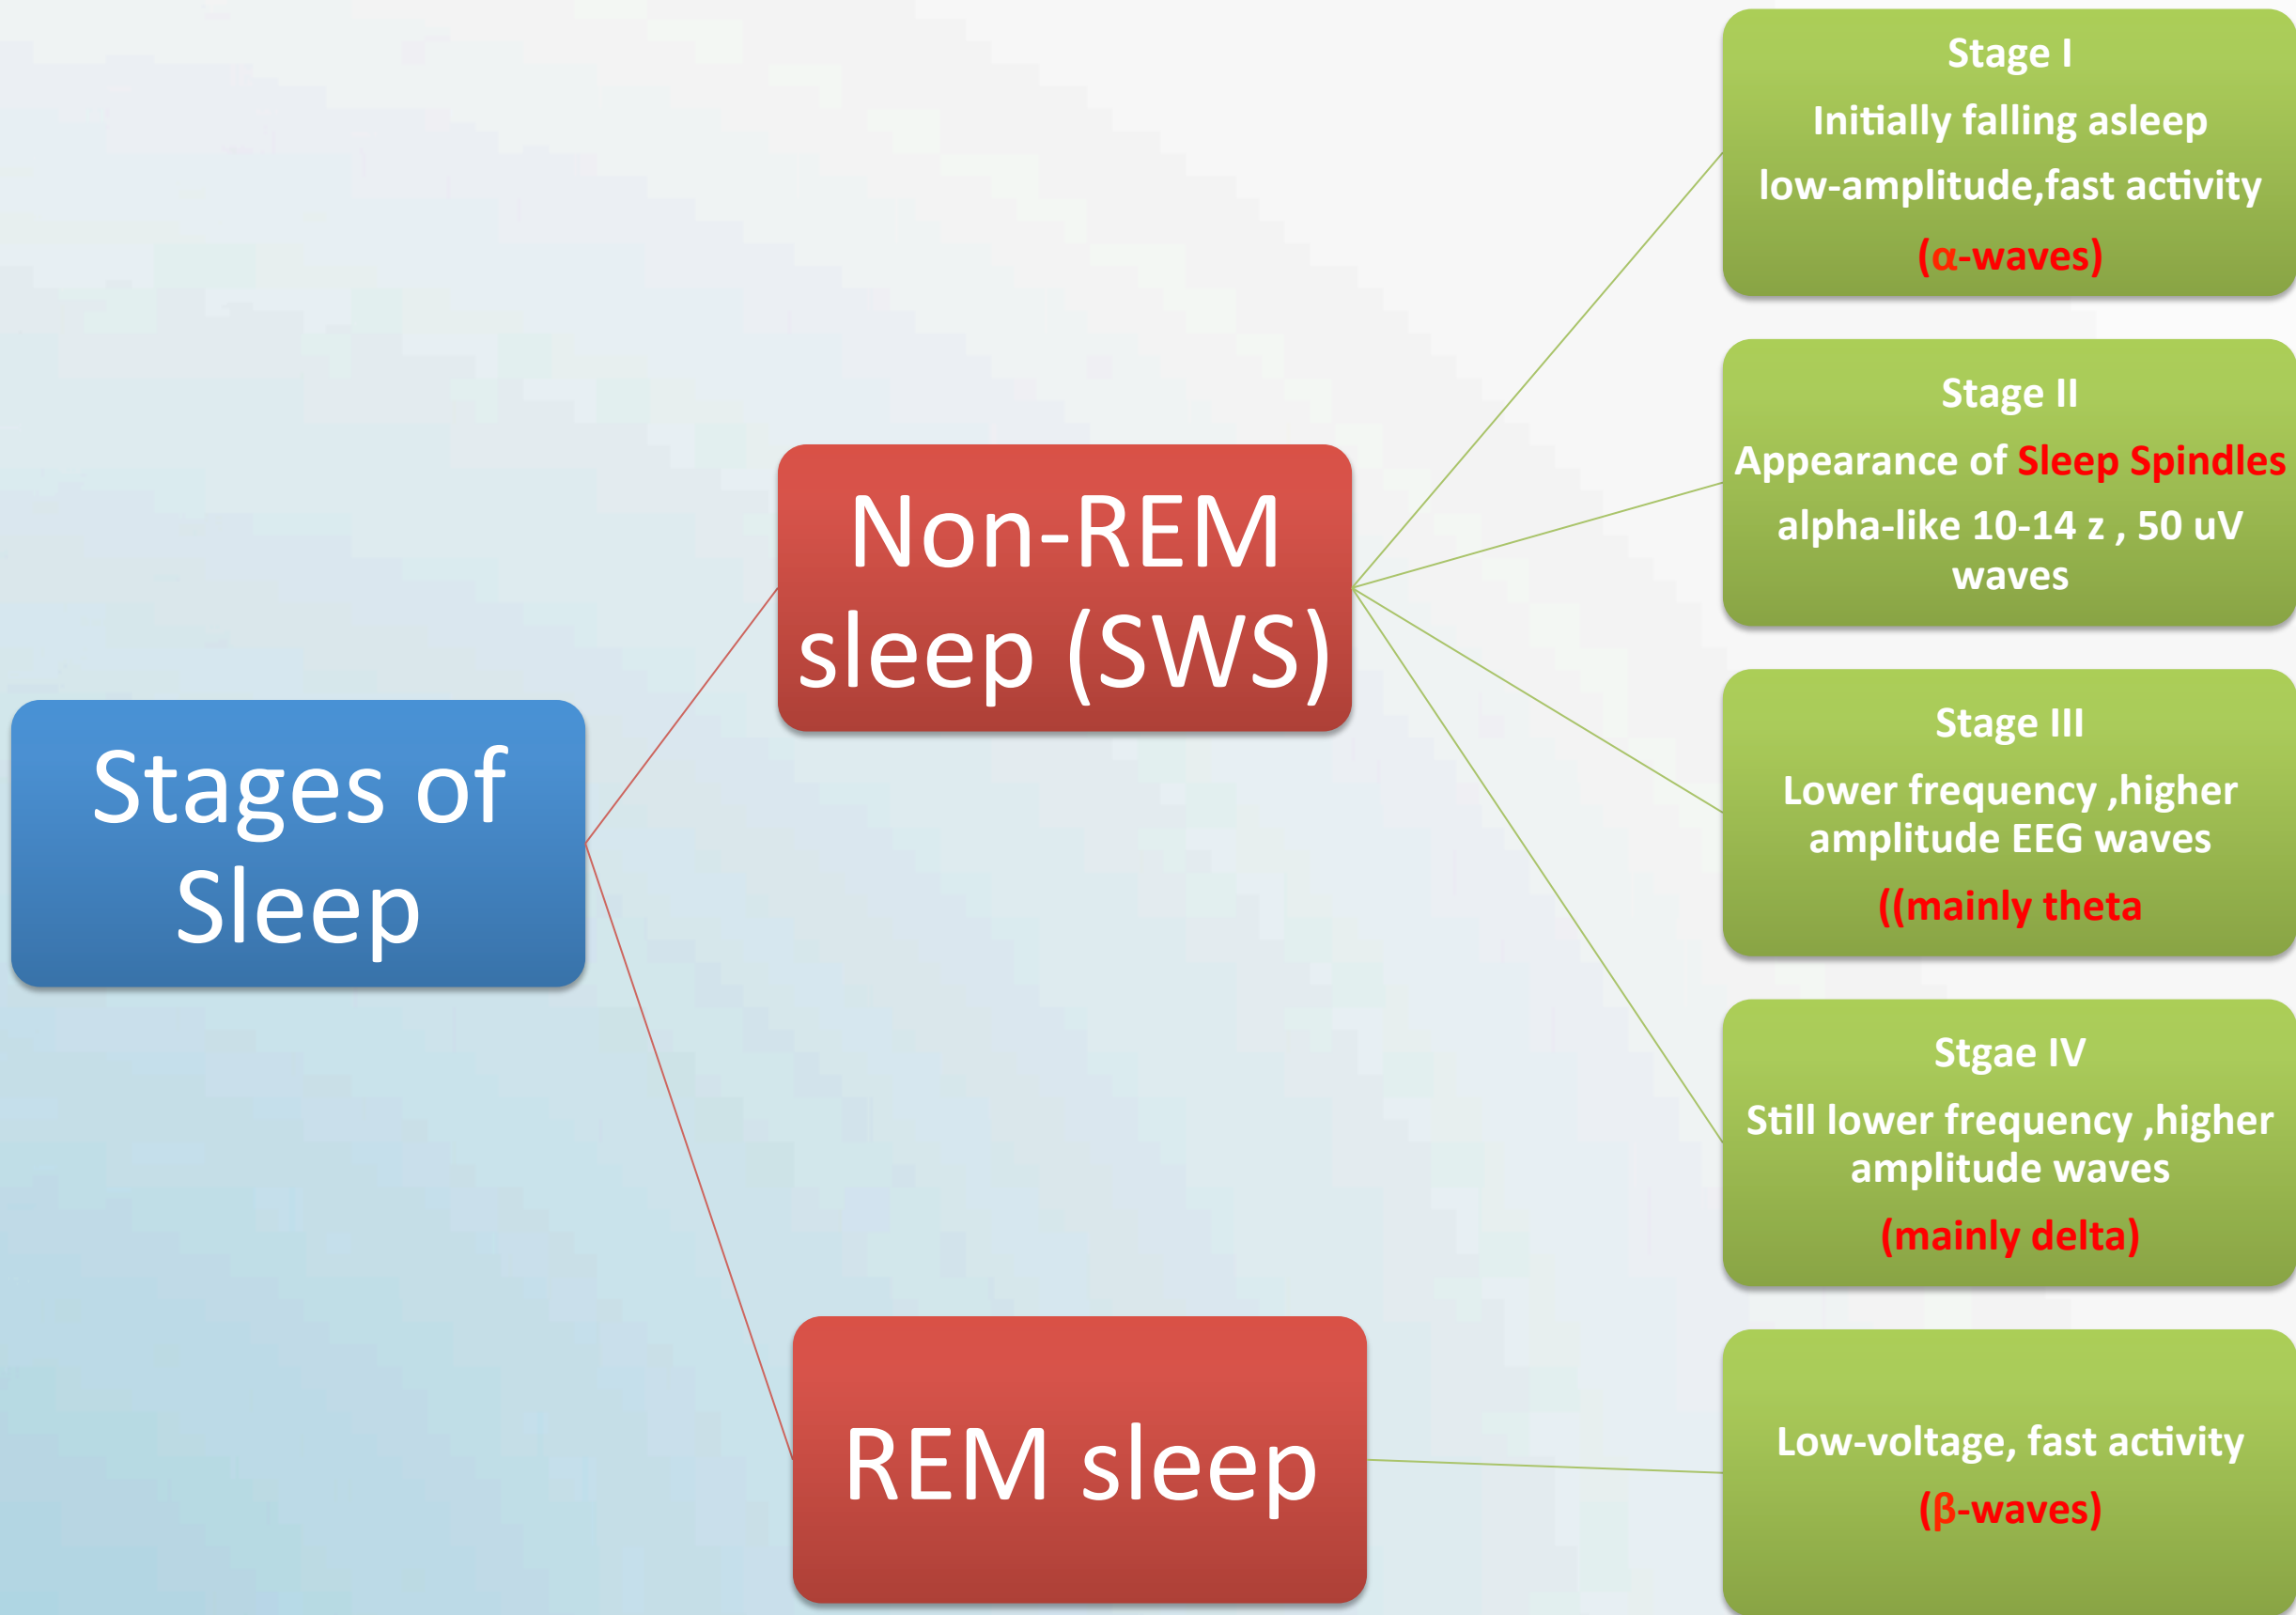 Stages of
Sleep
Non-REM
sleep (SWS)
Stage I
Initially falling asleep
low-amplitude,fast activity
(α-waves)
Stage II
Appearance of Sleep Spindles
alpha-like 10-14 z , 50 uV
waves
Stage III
Lower frequency ,higher
amplitude EEG waves
((mainly theta
Stgae IV
Still lower frequency ,higher
amplitude waves
(mainly delta)
REM sleep
Low-voltage, fast activity
(β-waves)